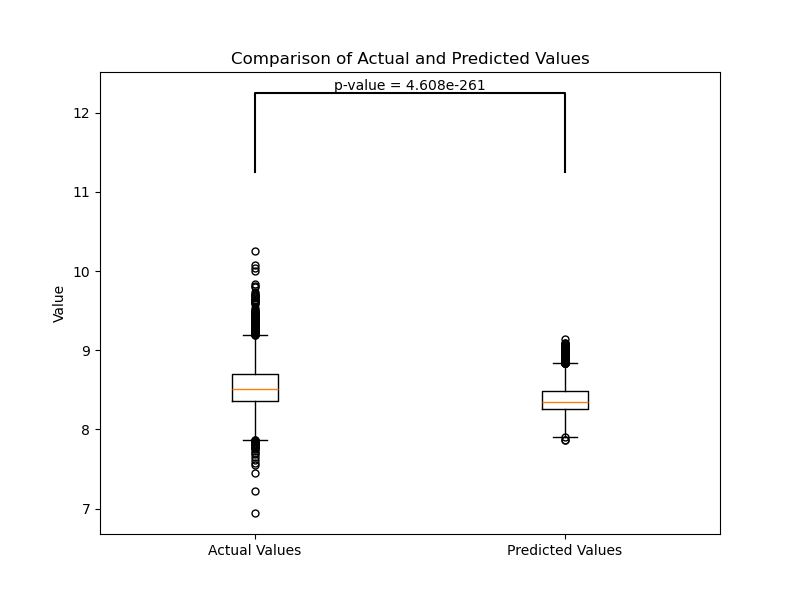 Comparison of Actual and Predicted Values
p-value = 4.608e-261
12
11
10
9
8
7
Value
Actual Values
Predicted Values